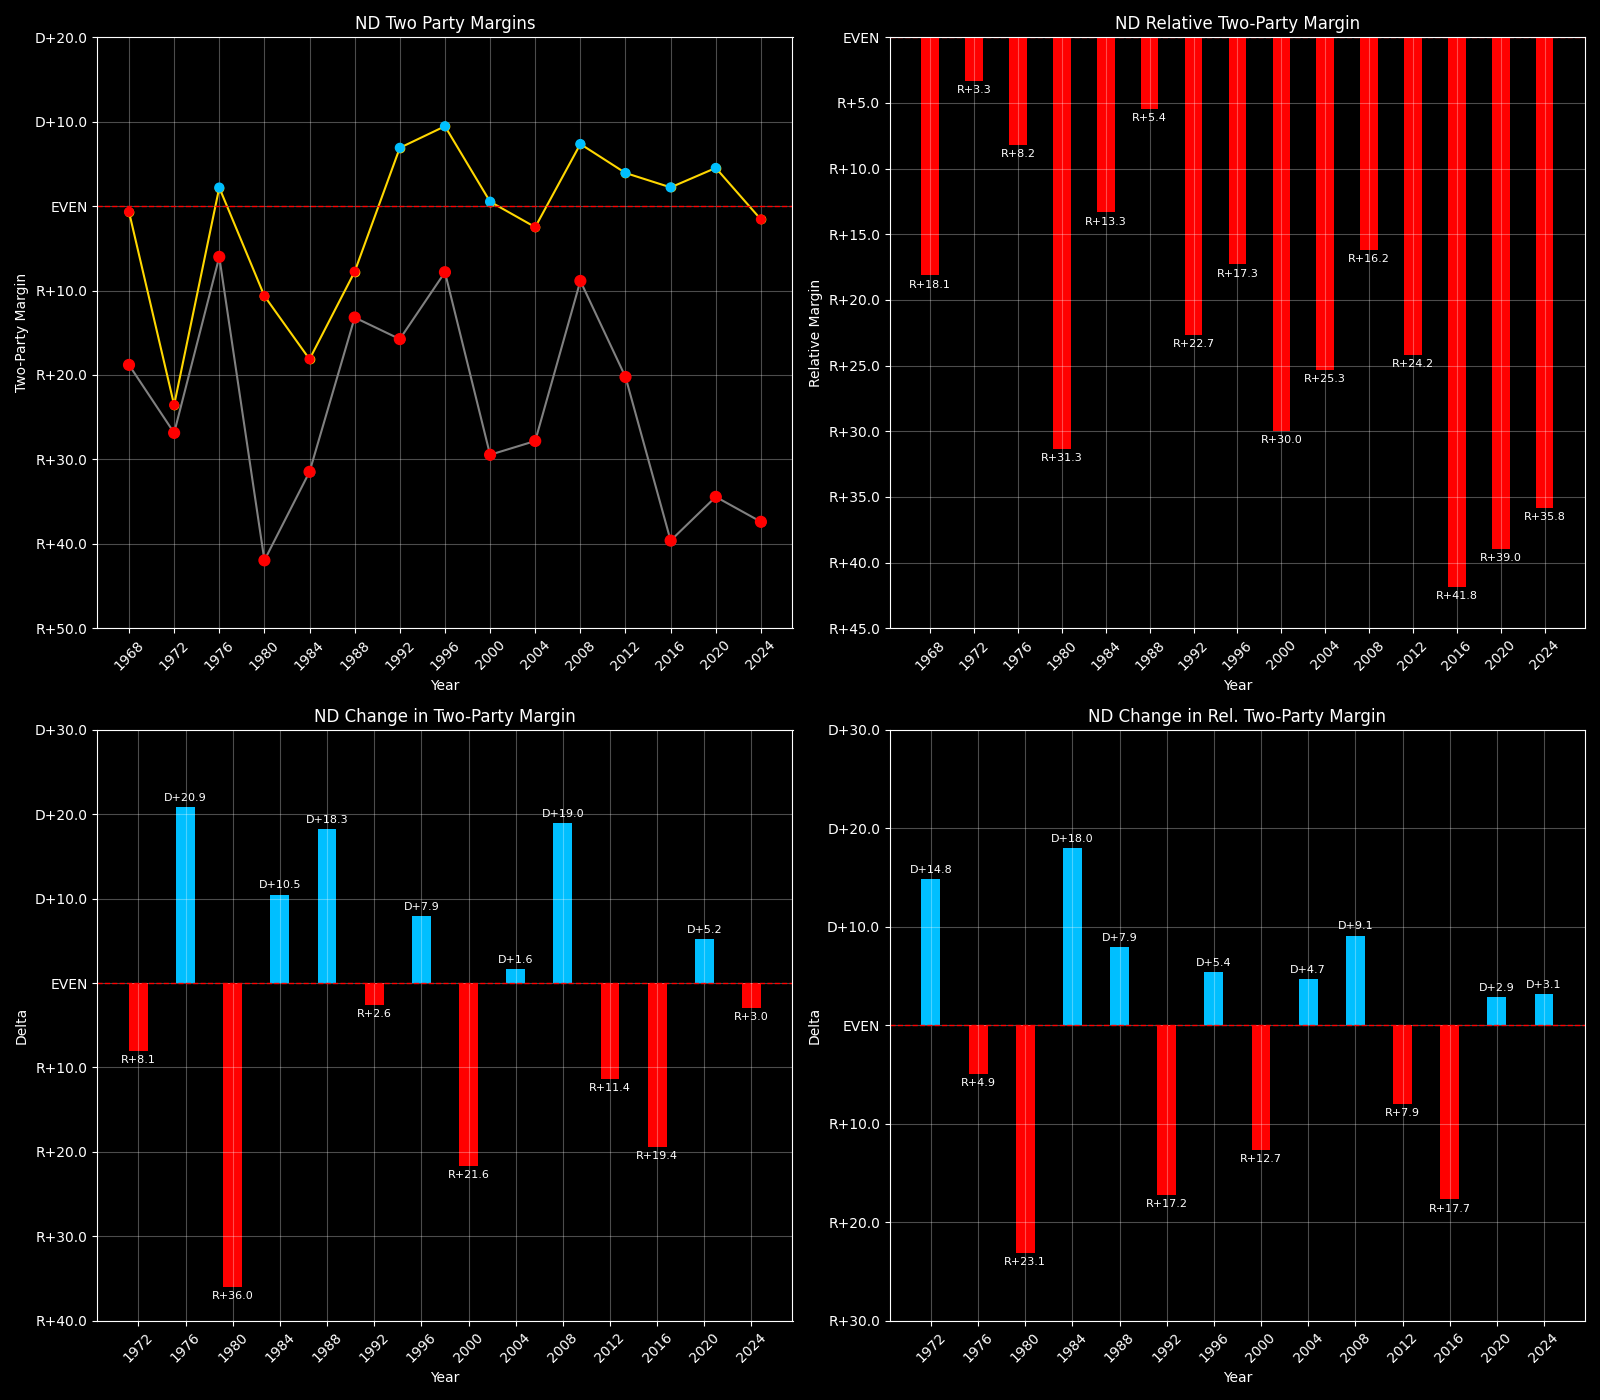 ND Two Party Margins
D+20.0
D+10.0
EVEN
R+10.0
R+20.0
R+30.0
R+40.0
R+50.0
Two-Party Margin
1968
1972
1976
1980
1984
1988
1992
1996
2000
2004
2008
2012
2016
2020
2024
Year
ND Relative Two-Party Margin
EVEN
R+5.0
R+10.0
R+15.0
R+20.0
R+25.0
R+30.0
R+35.0
R+40.0
R+45.0
Relative Margin
R+18.1
R+3.3
R+8.2
R+31.3
R+13.3
R+5.4
R+22.7
R+17.3
R+30.0
R+25.3
R+16.2
R+24.2
R+41.8
R+39.0
R+35.8
1968
1972
1976
1980
1984
1988
1992
1996
2000
2004
2008
2012
2016
2020
2024
Year
ND Change in Two-Party Margin
D+30.0
D+20.0
D+10.0
EVEN
R+10.0
R+20.0
R+30.0
R+40.0
Delta
R+8.1
D+20.9
R+36.0
D+10.5
D+18.3
R+2.6
D+7.9
R+21.6
D+1.6
D+19.0
R+11.4
R+19.4
D+5.2
R+3.0
1972
1976
1980
1984
1988
1992
1996
2000
2004
2008
2012
2016
2020
2024
Year
ND Change in Rel. Two-Party Margin
D+30.0
D+20.0
D+10.0
EVEN
R+10.0
R+20.0
R+30.0
Delta
D+14.8
R+4.9
R+23.1
D+18.0
D+7.9
R+17.2
D+5.4
R+12.7
D+4.7
D+9.1
R+7.9
R+17.7
D+2.9
D+3.1
1972
1976
1980
1984
1988
1992
1996
2000
2004
2008
2012
2016
2020
2024
Year